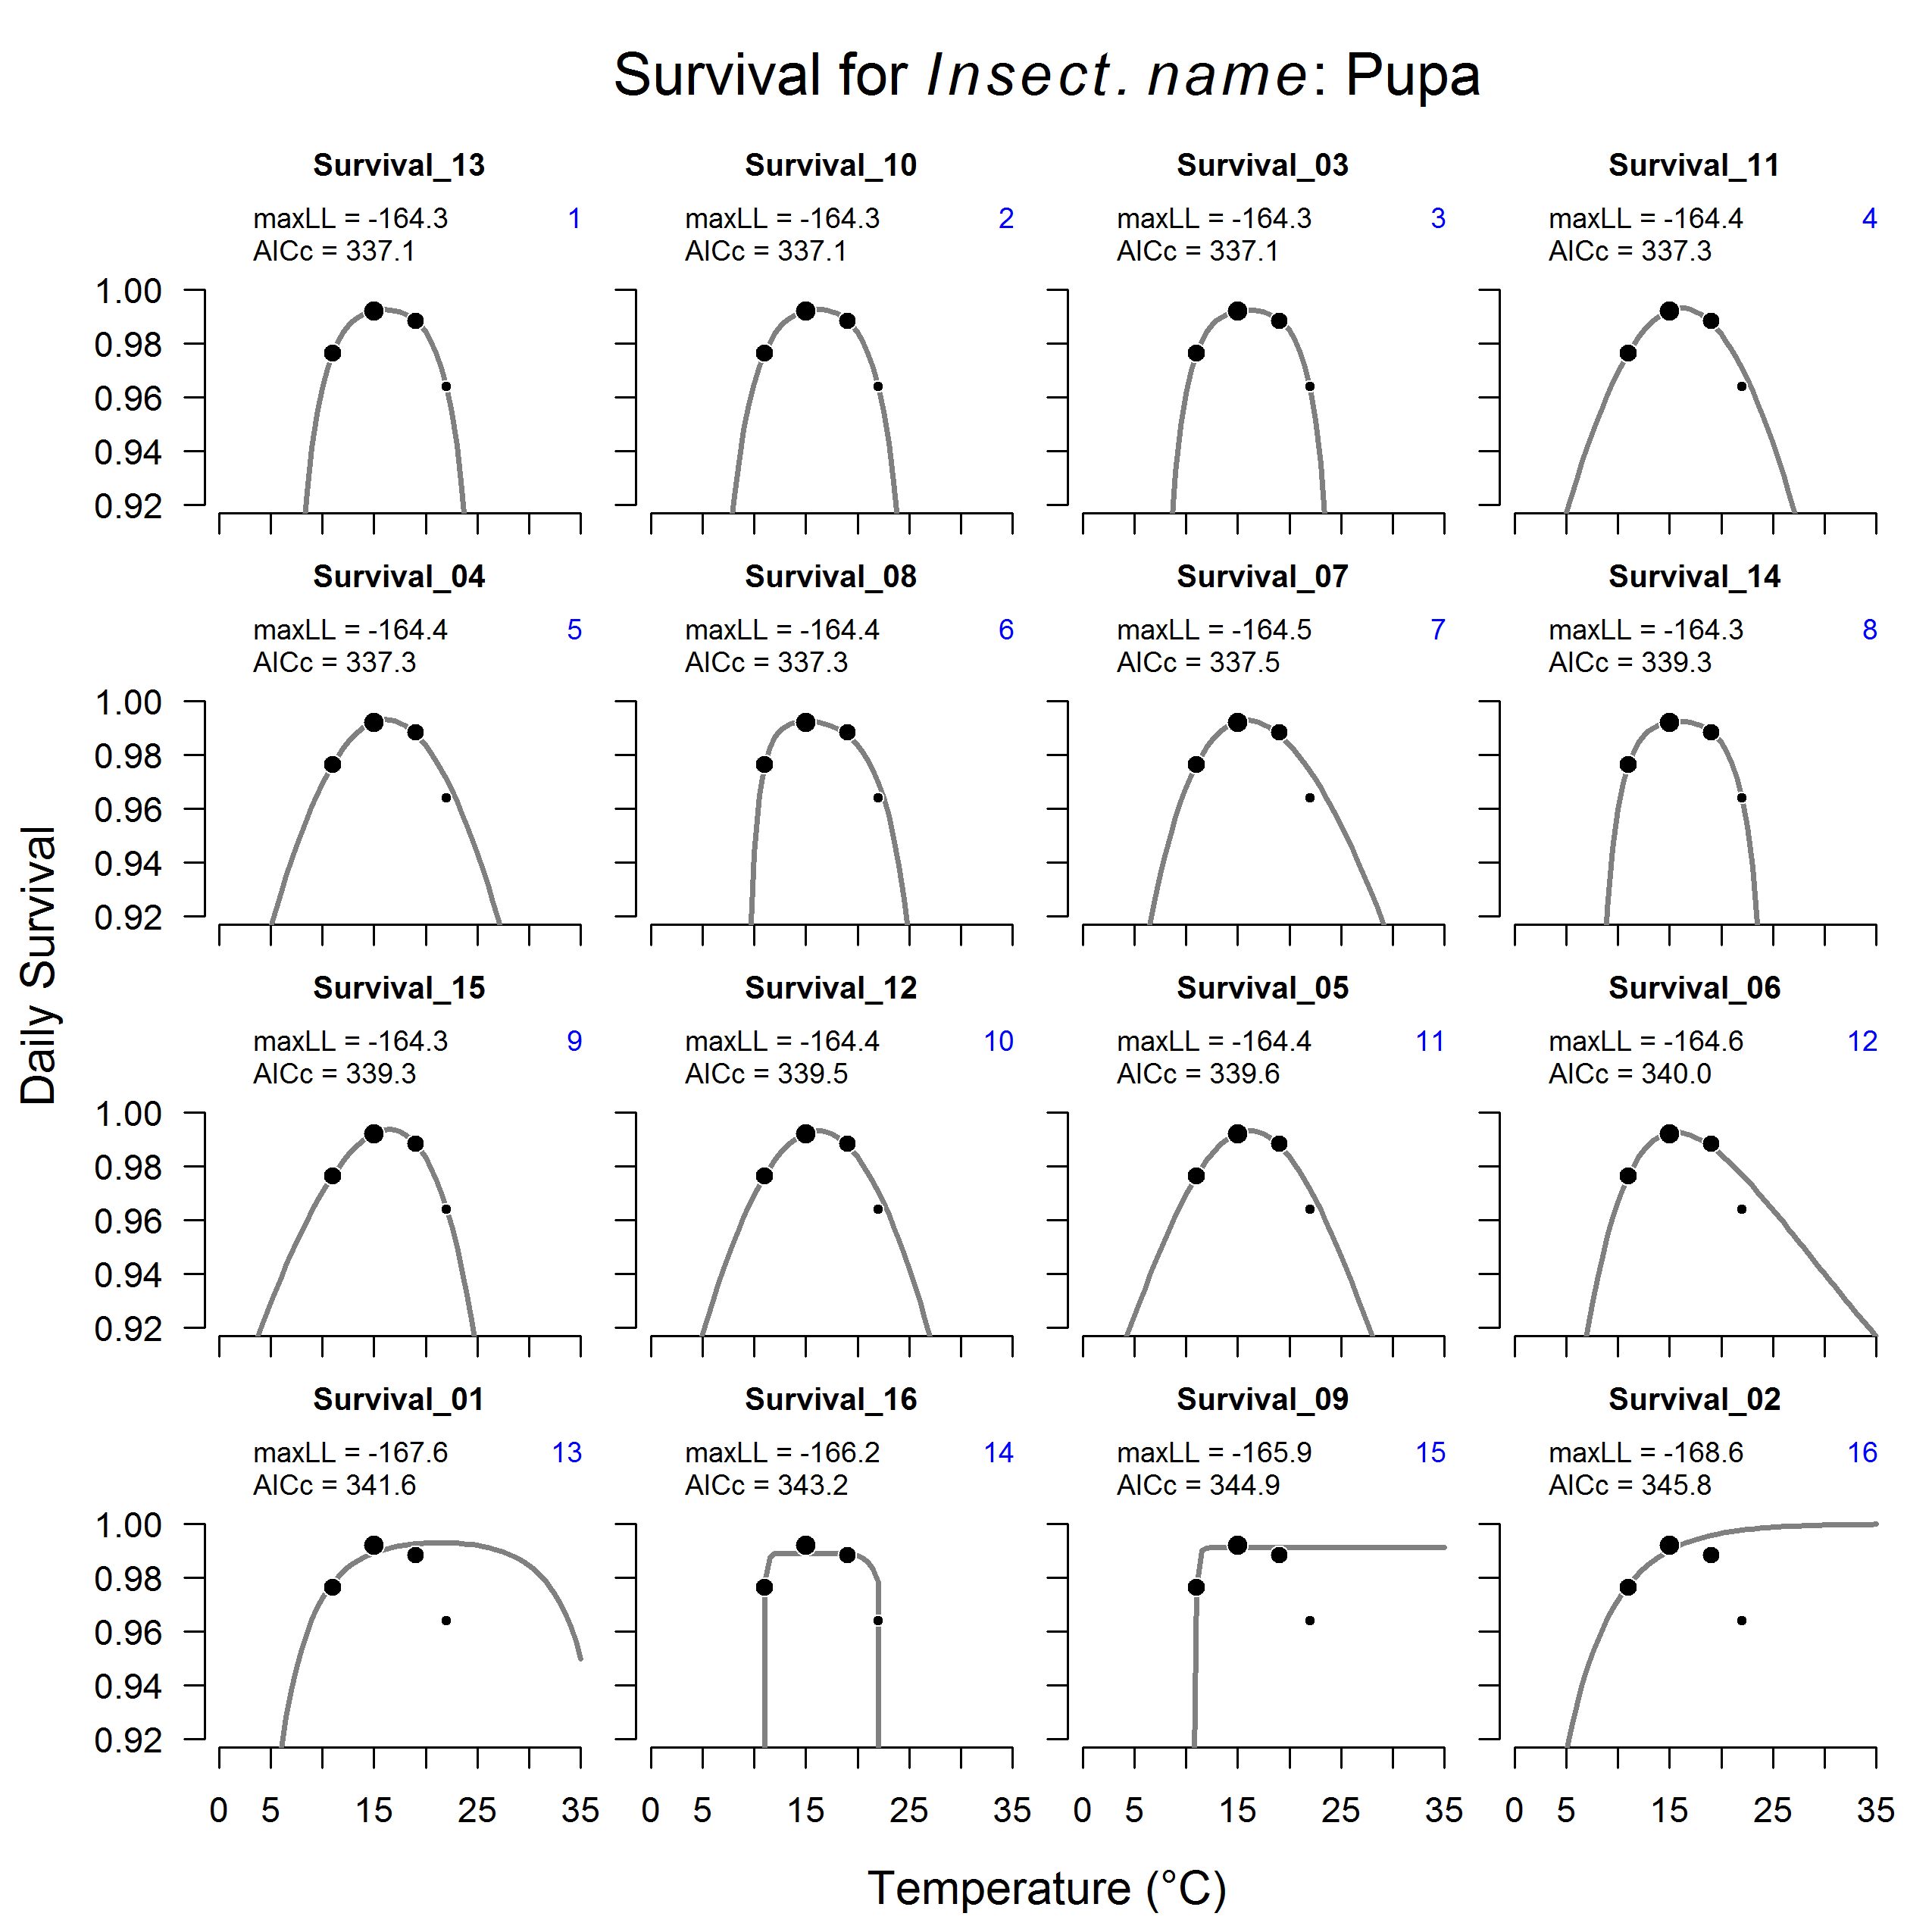 Survival for Insect. name: Pupa
Survival_13
maxLL = -164.3
1
AICc = 337.1
Survival_10
maxLL = -164.3
2
AICc = 337.1
Survival_03
maxLL = -164.3
3
AICc = 337.1
Survival_11
maxLL = -164.4
4
AICc = 337.3
1.00
0.98
0.96
0.94
0.92
Survival_04
maxLL = -164.4
5
AICc = 337.3
Survival_08
maxLL = -164.4
6
AICc = 337.3
Survival_07
maxLL = -164.5
7
AICc = 337.5
Survival_14
maxLL = -164.3
8
AICc = 339.3
1.00
0.98
0.96
0.94
0.92
Survival_15
maxLL = -164.3
9
AICc = 339.3
Survival_12
maxLL = -164.4
10
AICc = 339.5
Survival_05
maxLL = -164.4
11
AICc = 339.6
Survival_06
maxLL = -164.6
12
AICc = 340.0
1.00
0.98
0.96
0.94
0.92
Survival_01
maxLL = -167.6
13
AICc = 341.6
Survival_16
maxLL = -166.2
14
AICc = 343.2
Survival_09
maxLL = -165.9
15
AICc = 344.9
Survival_02
maxLL = -168.6
16
AICc = 345.8
1.00
0.98
0.96
0.94
0.92
0 5 15 25 35
0 5 15 25 35
0 5 15 25 35
0 5 15 25 35
Daily Survival
Temperature (°C)